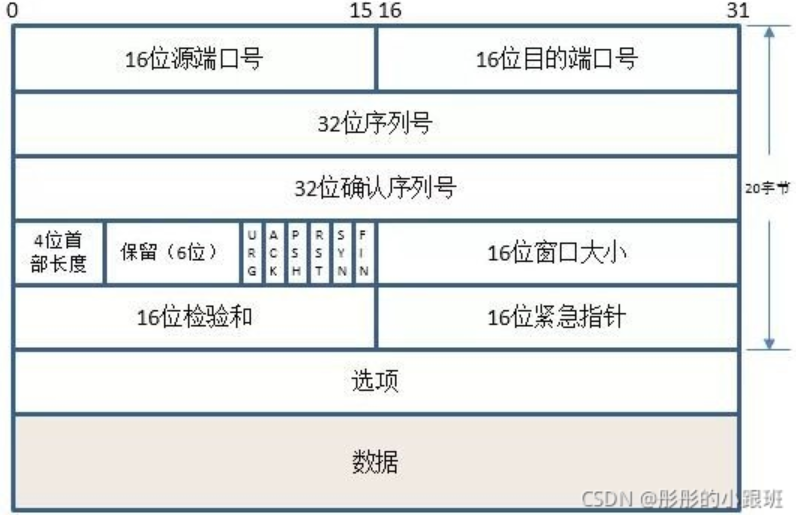 0 15 16 31
16位源端口号 16位目的端口号
32位序列号
32位确认序列号
20字节
4位首部长度 保留（6位） URG ACK PSH RST SYN FIN 16位窗口大小
16位检验和 16位紧急指针
选项
数据
CSDN @彤彤的小跟班